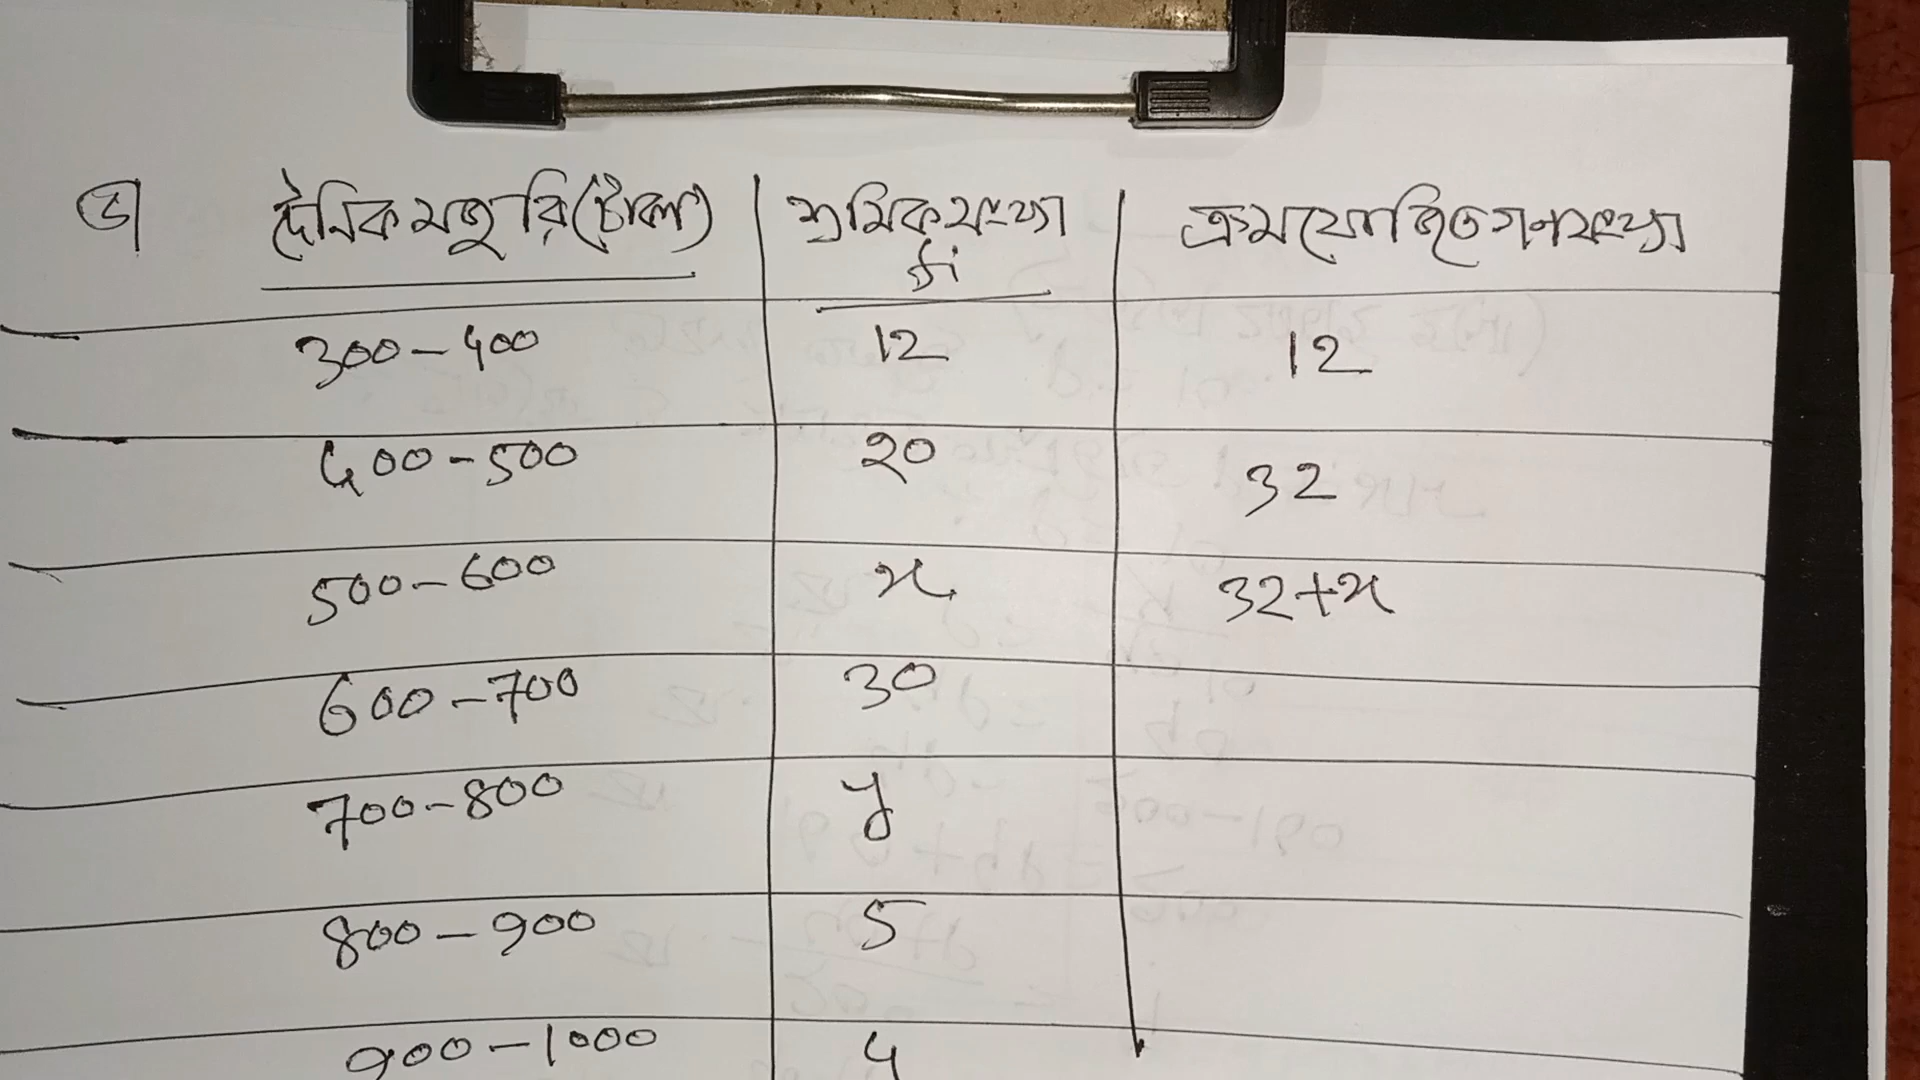 উঃ দৈনিক মজুরি (টাকা) শ্রমিক সংখ্যা ক্রমযৌজিত গনসংখ্যা
fi
300-400 12 12
400-500 20 32
500-600 x 32+x
600-700 30
700-800 y
800-900 5
900-1000 4